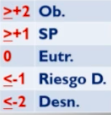 ≥+2 Ob.
≥+1 SP
0 Eutr.
≤-1 Riesgo D.
≤-2 Desn.